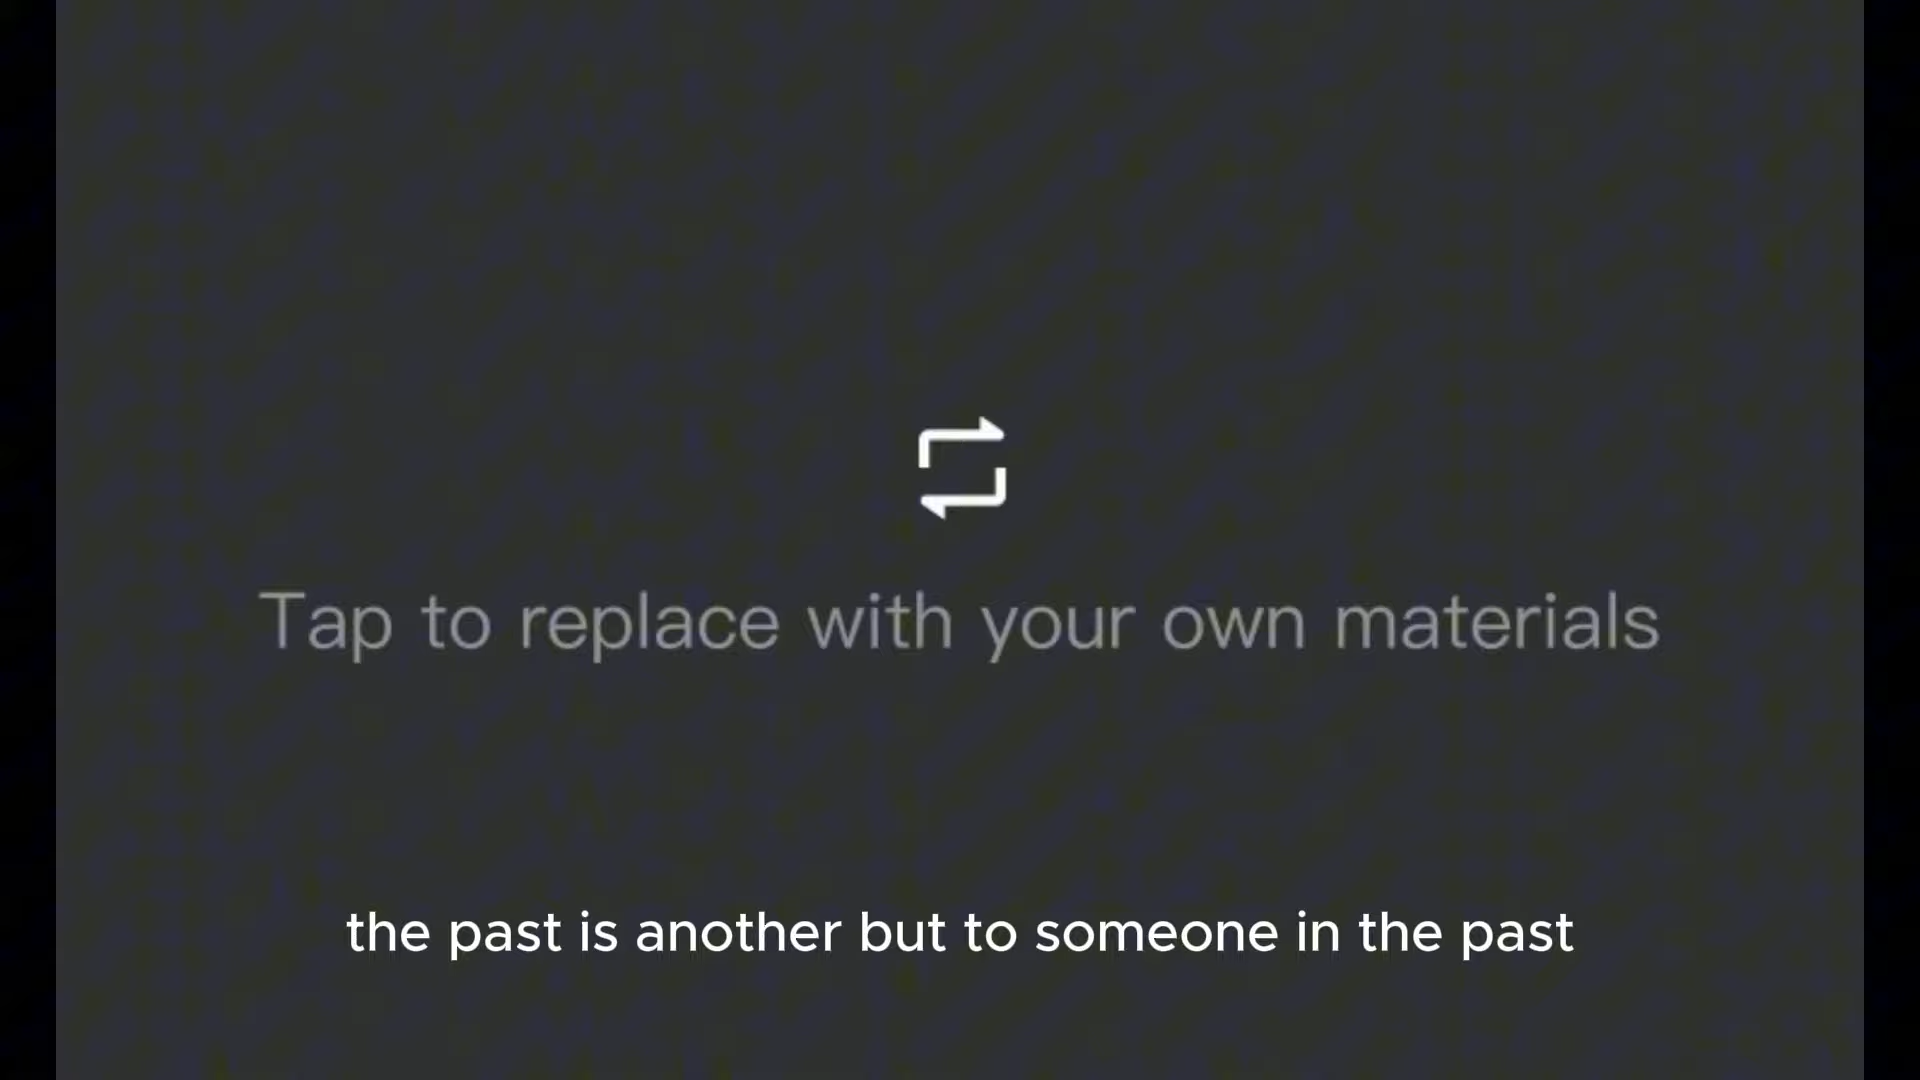 Tap to replace with your own materials
the past is another but to someone in the past